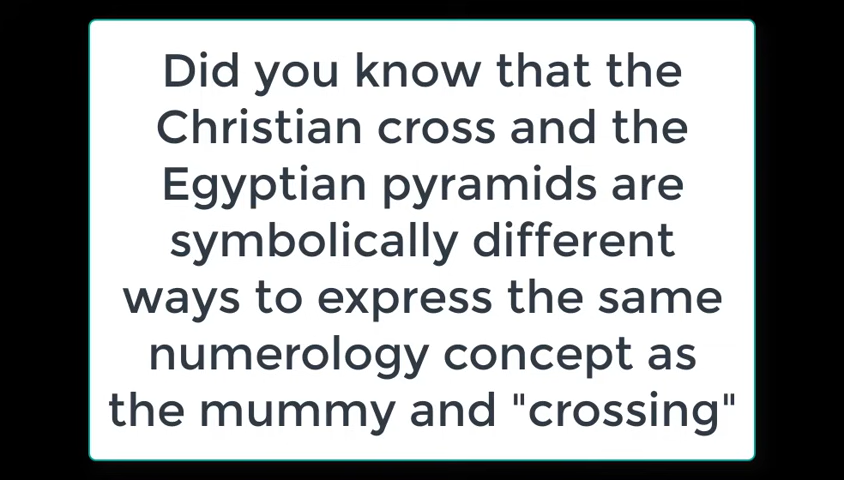 Did you know that the
Christian cross and the
Egyptian pyramids are
symbolically different
ways to express the same
numerology concept as
the mummy and "crossing"